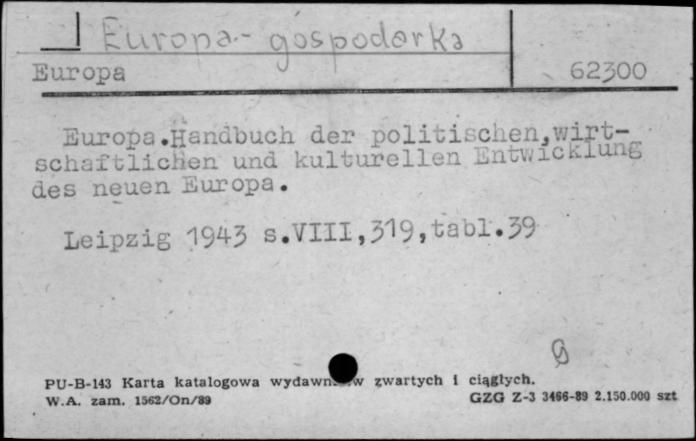 Europa - gospodarka
Europa 62300
Europa.Handbuch der politischen,wirt-
schaftlichen und kulturellen Entwicklung
des neuen Europa.
Leipzig 1943 s.VIII,319,tabl.39
PU-B-143 Karta katalogowa zwartych i ciągłych.
W.A. zam. 1562/On/89 GZG Z-3 3466-89 2.150.000 szt